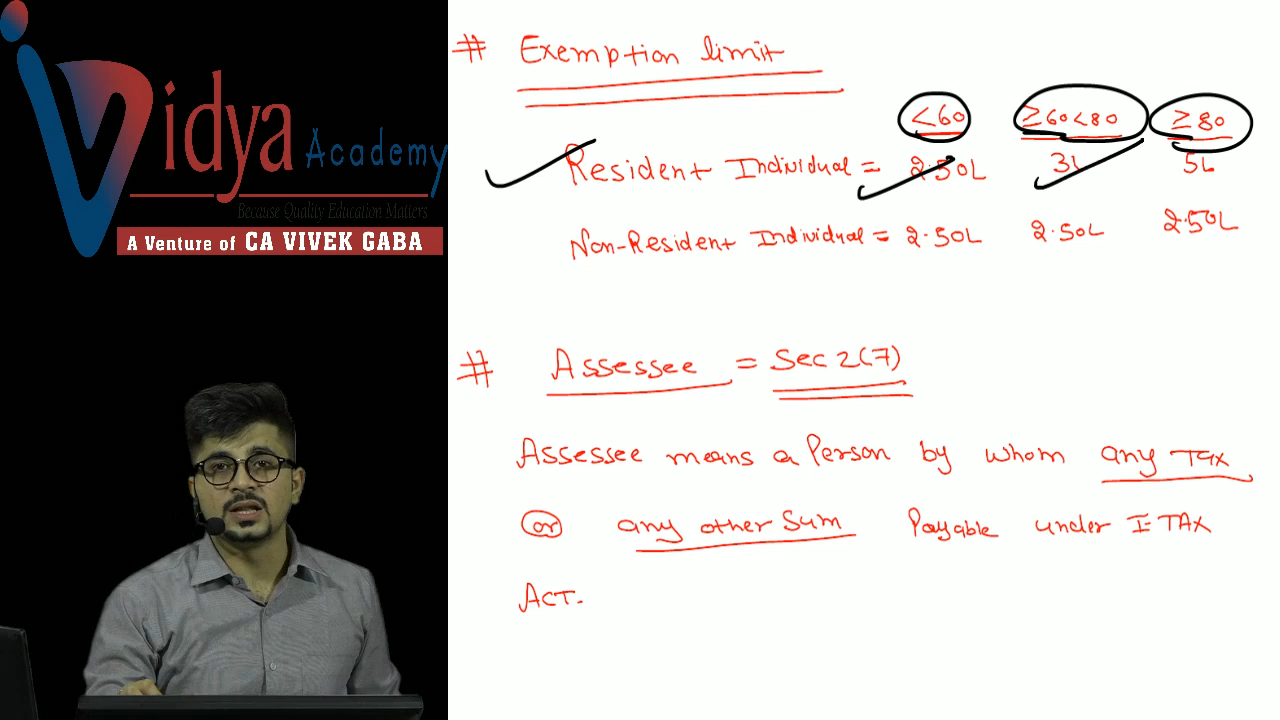 Vidya Academy
Because Quality Education Matters
A Venture of CA VIVEK GABA
# Exemption limit
<60 ≥60<80 ≥80
Resident Individual = 2.50L 3L 5L
Non-Resident Individual = 2.50L 2.50L 2.50L
# Assessee = Sec 2(7)
Assessee means a Person by whom any Tax
or any other Sum Payable under I-TAX
ACT.